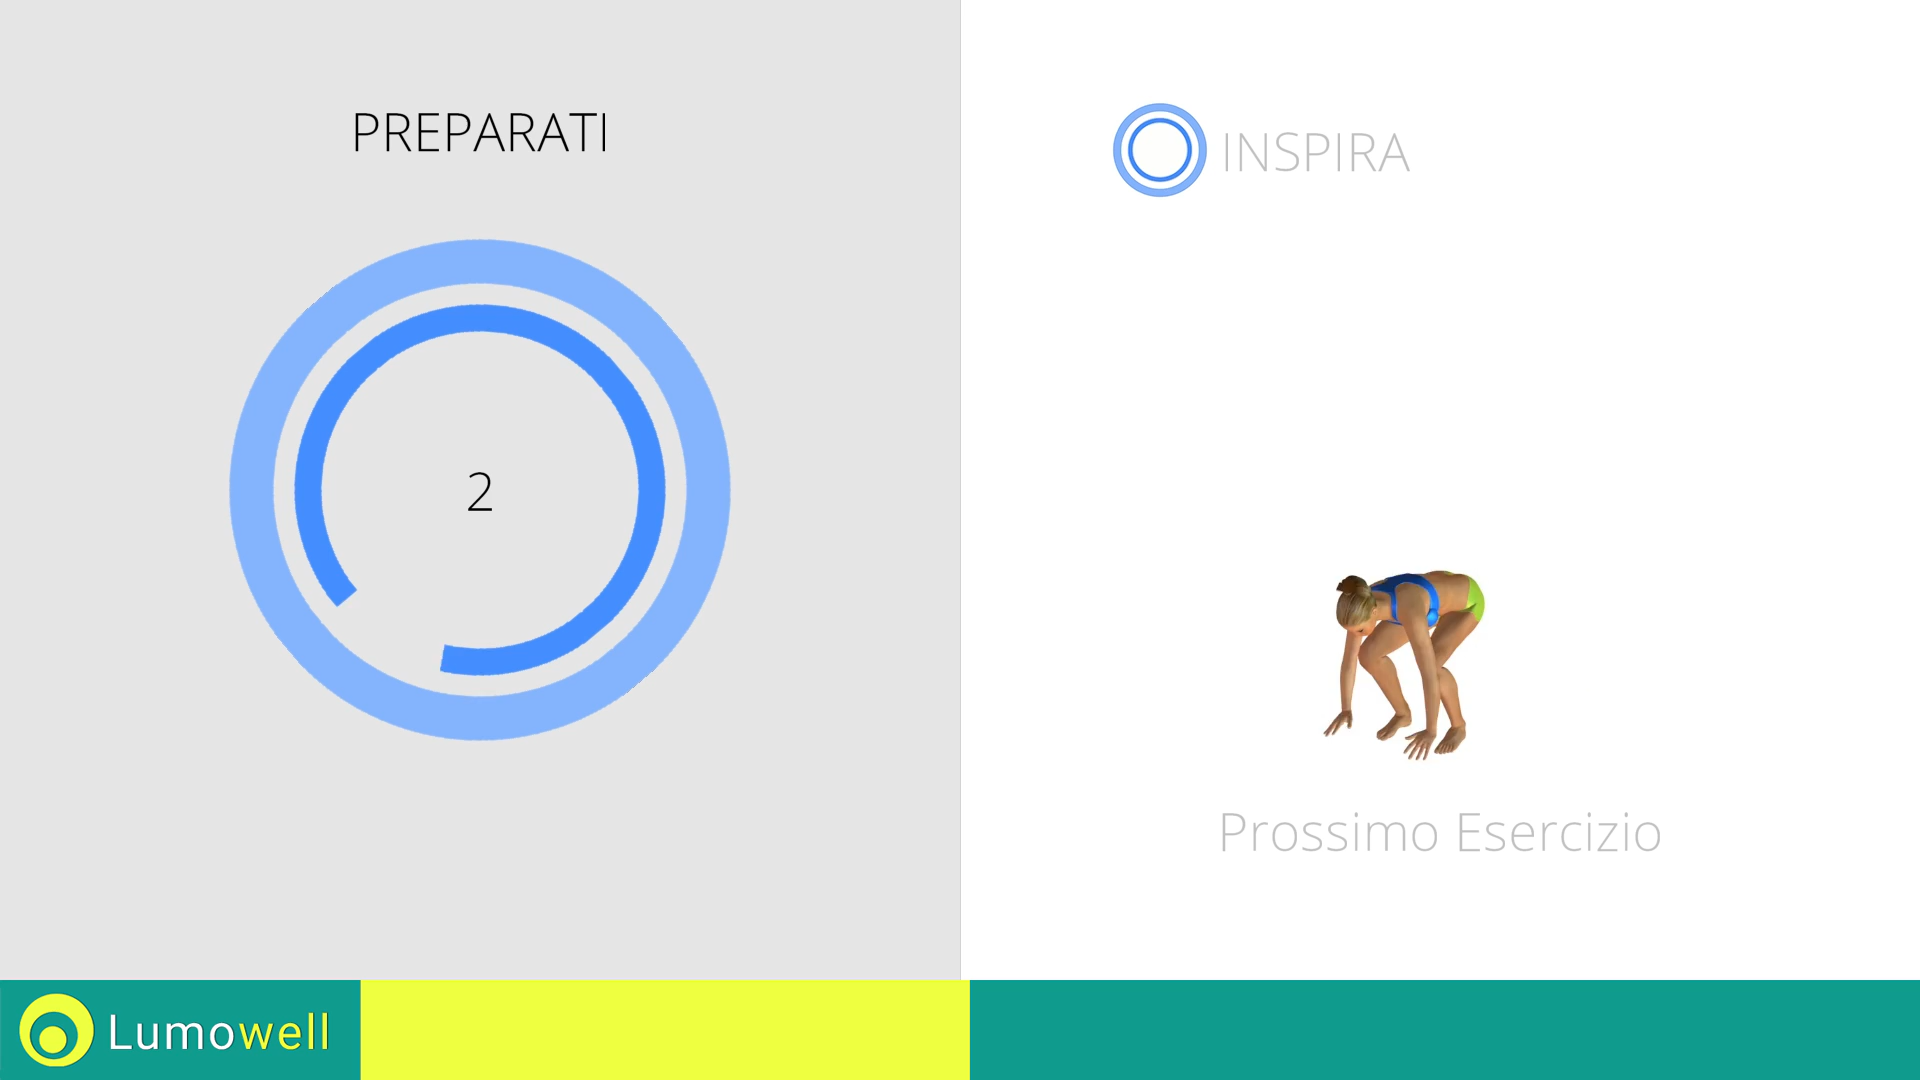 PREPARATI
2
INSPIRA
Prossimo Esercizio
Lumowell